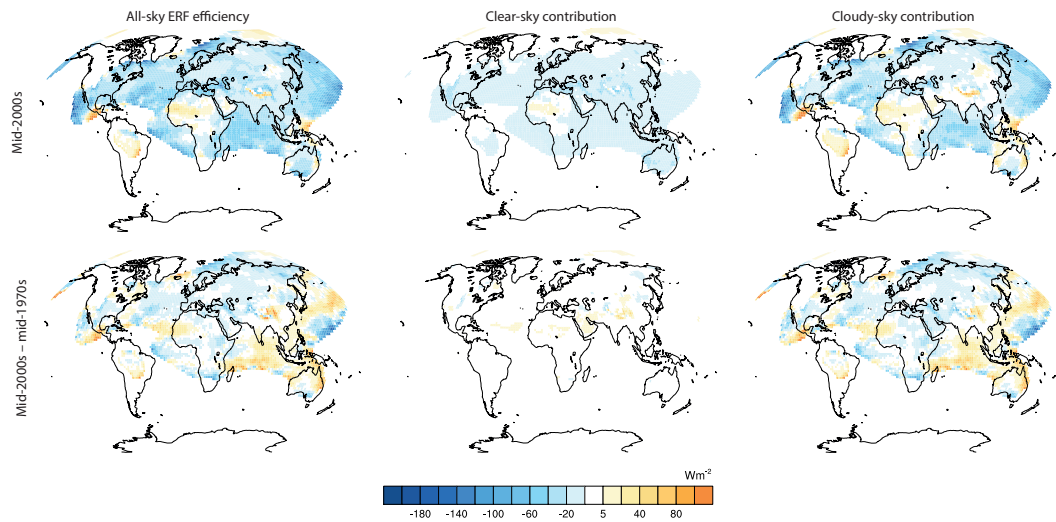 All-sky ERF efficiency
Clear-sky contribution
Cloudy-sky contribution
Mid-2000s
Mid-2000s – mid-1970s
Wm-2
-180 -140 -100 -60 -20 5 40 80